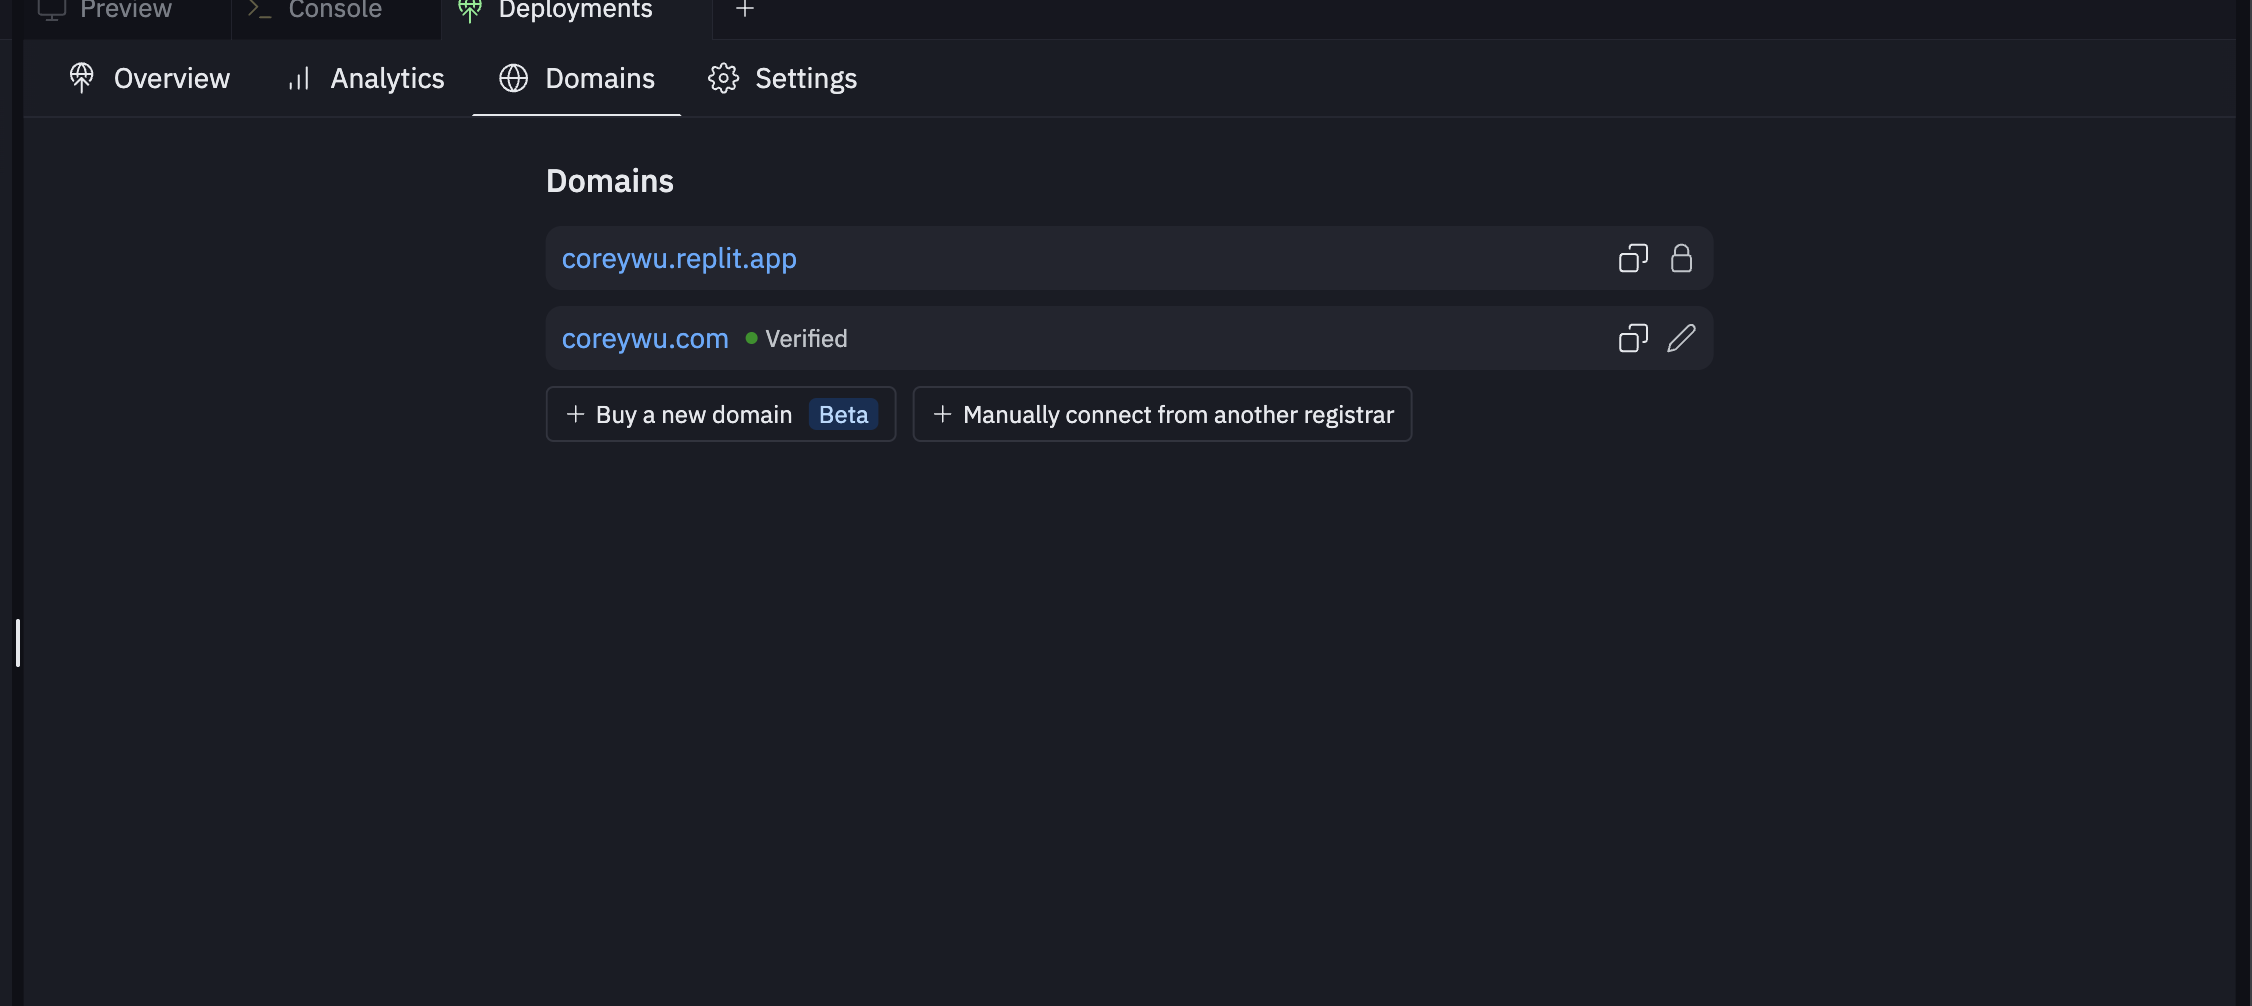 Preview Console Deployments
Overview Analytics Domains Settings
Domains
coreywu.replit.app
coreywu.com Verified
Buy a new domain Beta Manually connect from another registrar